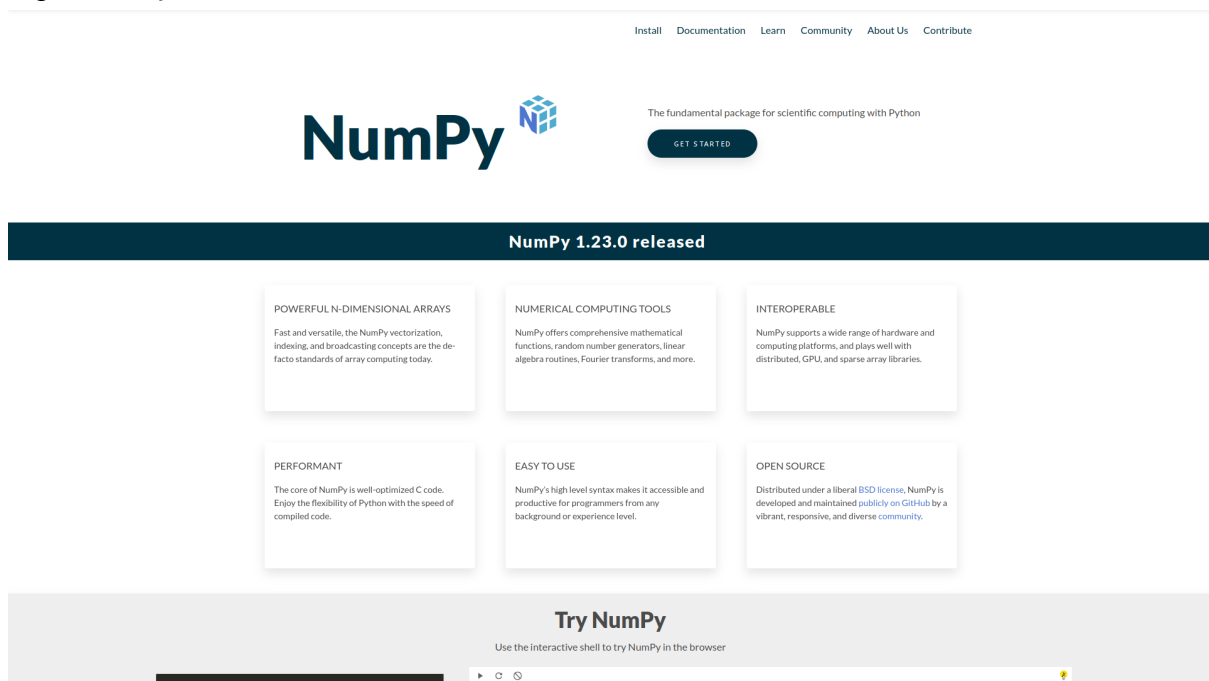 Install Documentation Learn Community About Us Contribute
NumPy
The fundamental package for scientific computing with Python
GET STARTED
NumPy 1.23.0 released
POWERFUL N-DIMENSIONAL ARRAYS
Fast and versatile, the NumPy vectorization,
indexing, and broadcasting concepts are the de-
facto standards of array computing today.
NUMERICAL COMPUTING TOOLS
NumPy offers comprehensive mathematical
functions, random number generators, linear
algebra routines, Fourier transforms, and more.
INTEROPERABLE
NumPy supports a wide range of hardware and
computing platforms, and plays well with
distributed, GPU, and sparse array libraries.
PERFORMANT
The core of NumPy is well-optimized C code.
Enjoy the flexibility of Python with the speed of
compiled code.
EASY TO USE
NumPy's high level syntax makes it accessible and
productive for programmers from any
background or experience level.
OPEN SOURCE
Distributed under a liberal BSD license, NumPy is
developed and maintained publicly on GitHub by a
vibrant, responsive, and diverse community.
Try NumPy
Use the interactive shell to try NumPy in the browser